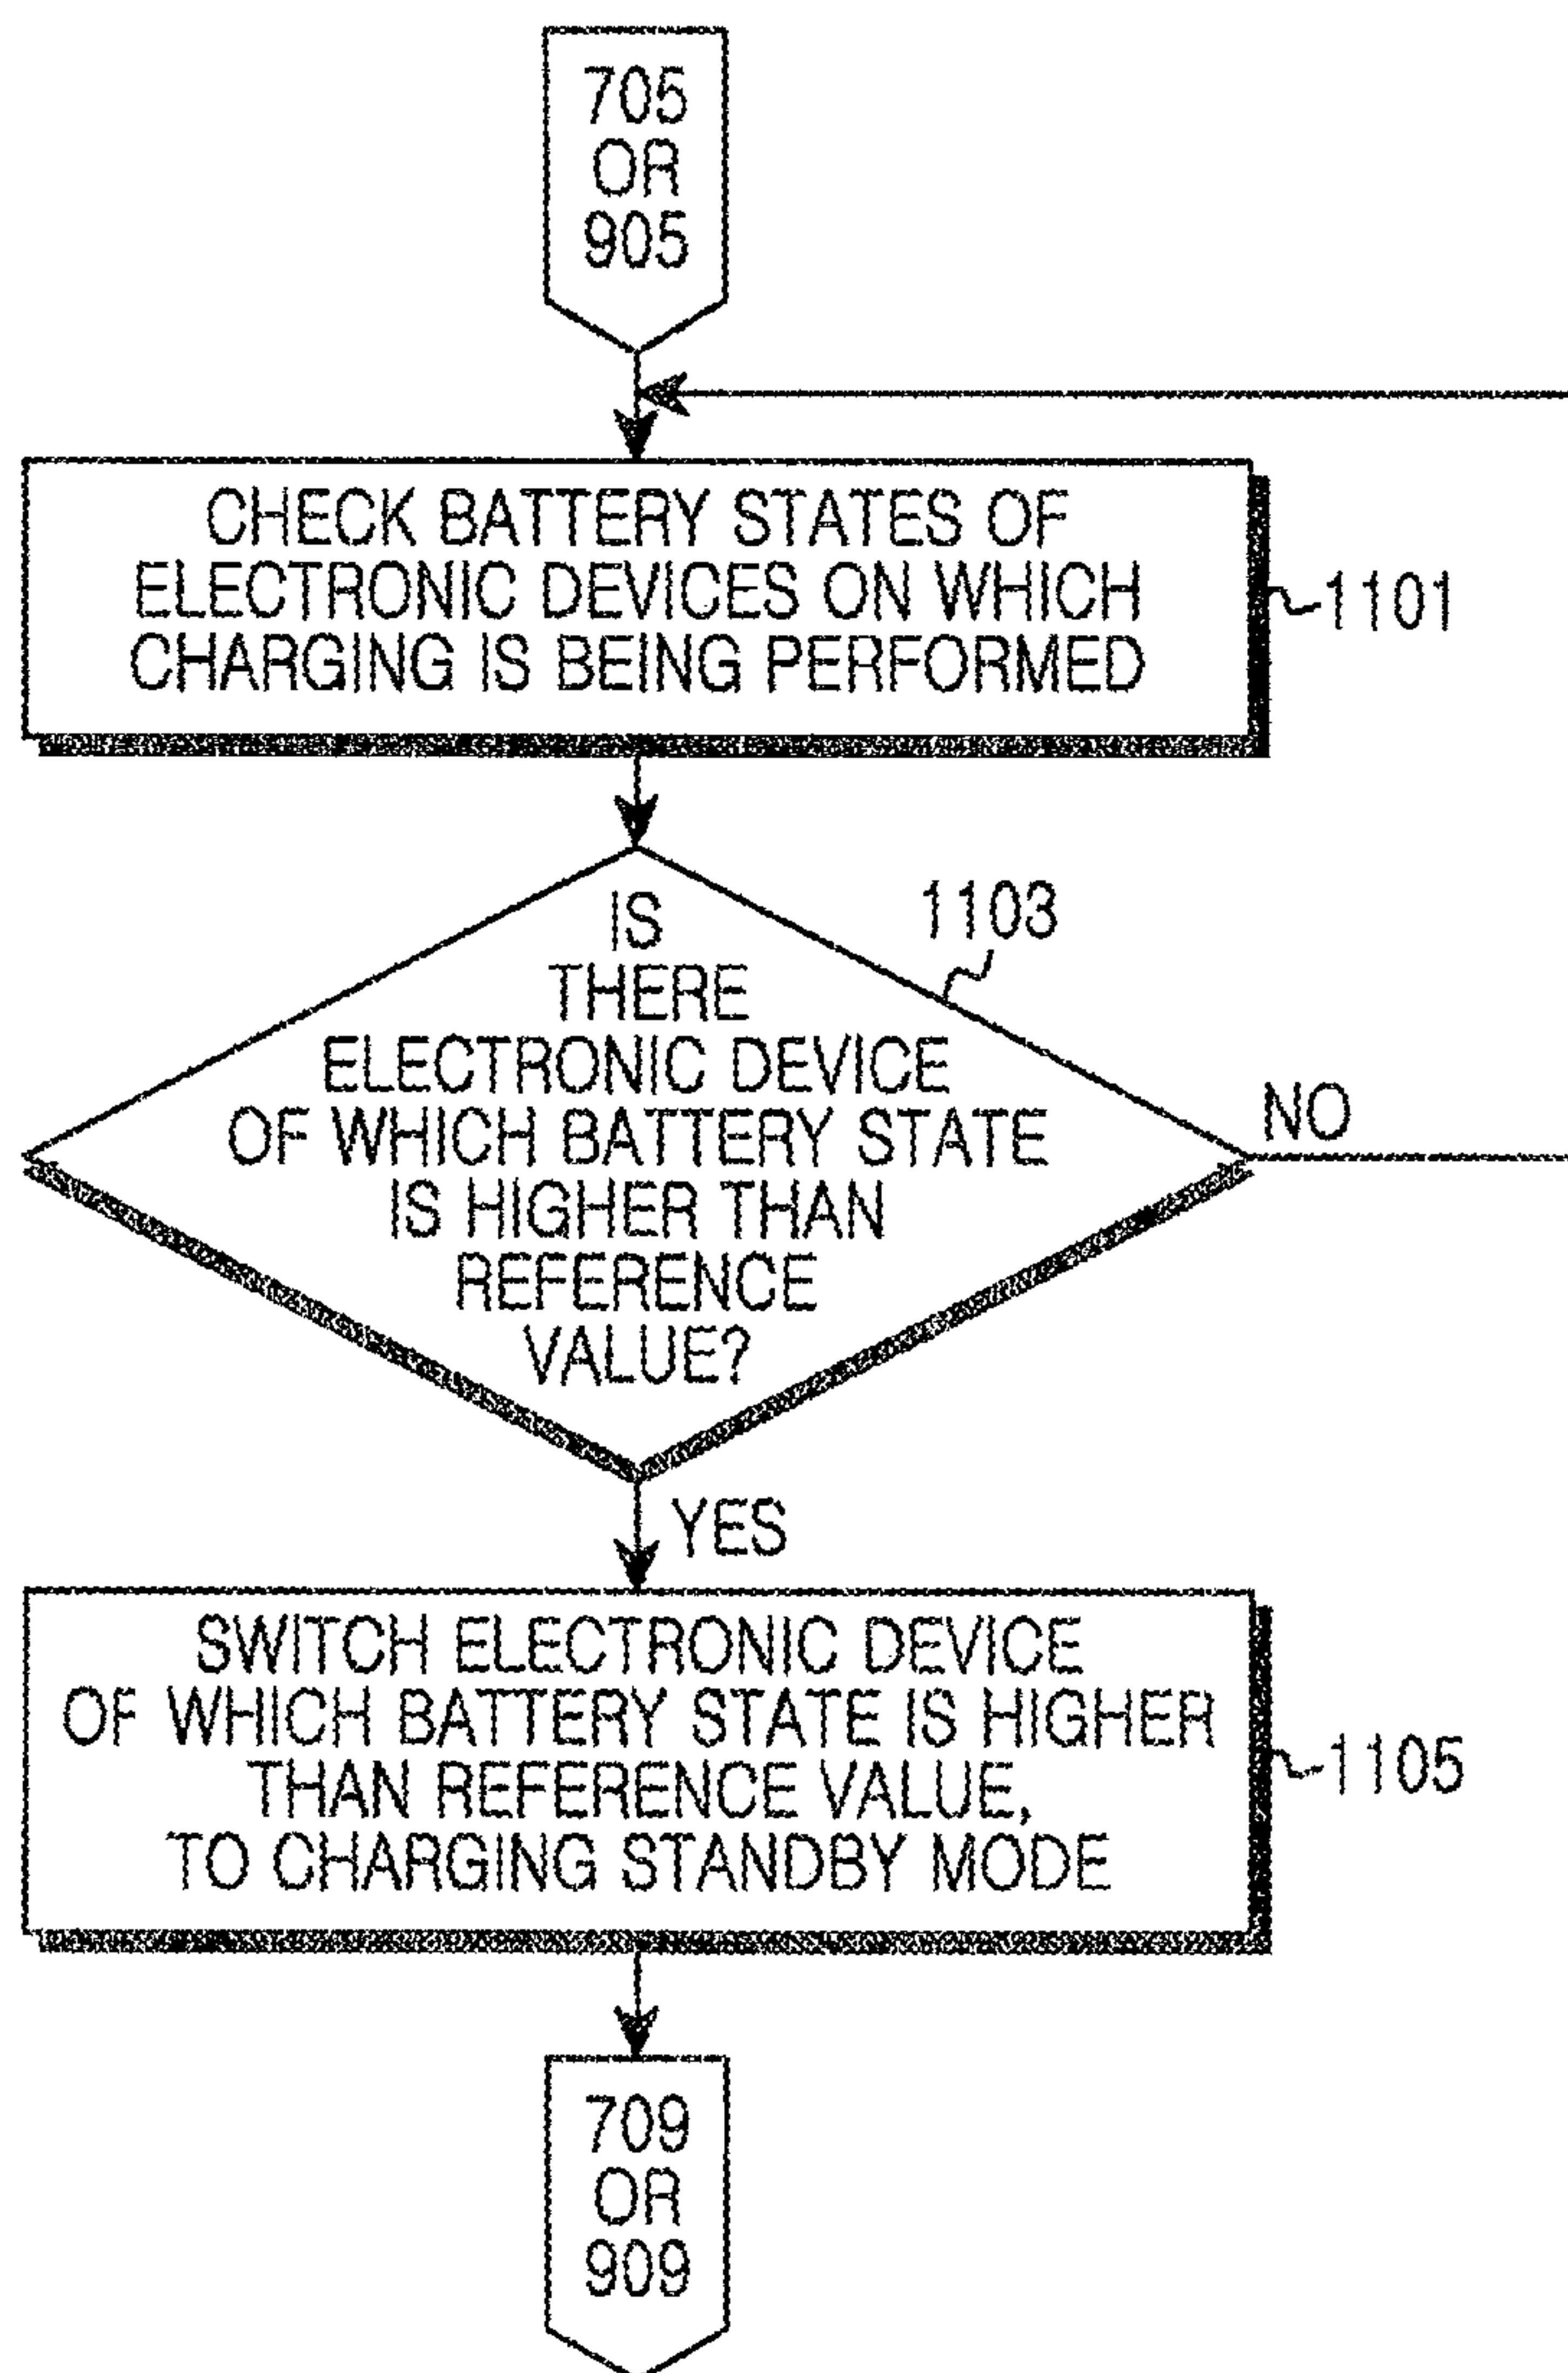 705
OR
905
CHECK BATTERY STATES OF
ELECTRONIC DEVICES ON WHICH
CHARGING IS BEING PERFORMED
1101
1103
IS
THERE
ELECTRONIC DEVICE
OF WHICH BATTERY STATE
IS HIGHER THAN
REFERENCE
VALUE?
NO
YES
SWITCH ELECTRONIC DEVICE
OF WHICH BATTERY STATE IS HIGHER
THAN REFERENCE VALUE,
TO CHARGING STANDBY MODE
1105
709
OR
909